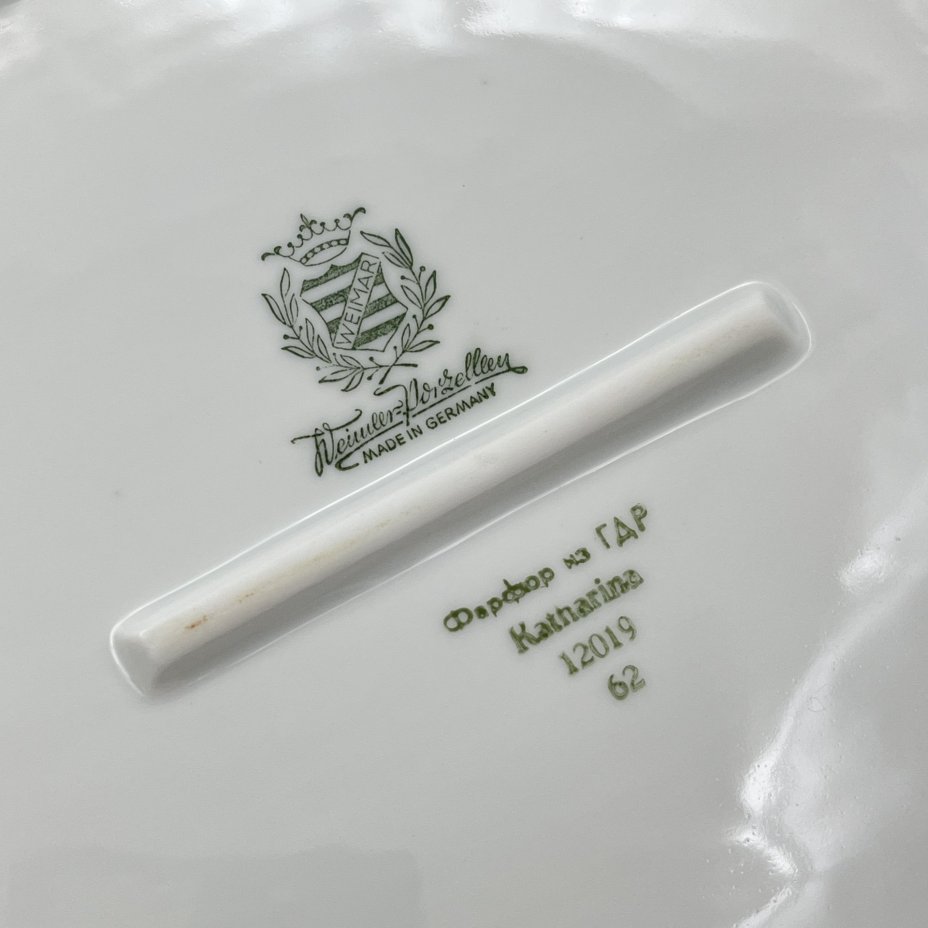 WEIMAR
Weimar-Porzellan
MADE IN GERMANY
Фарфор из ГДР
Katharina
12019
62